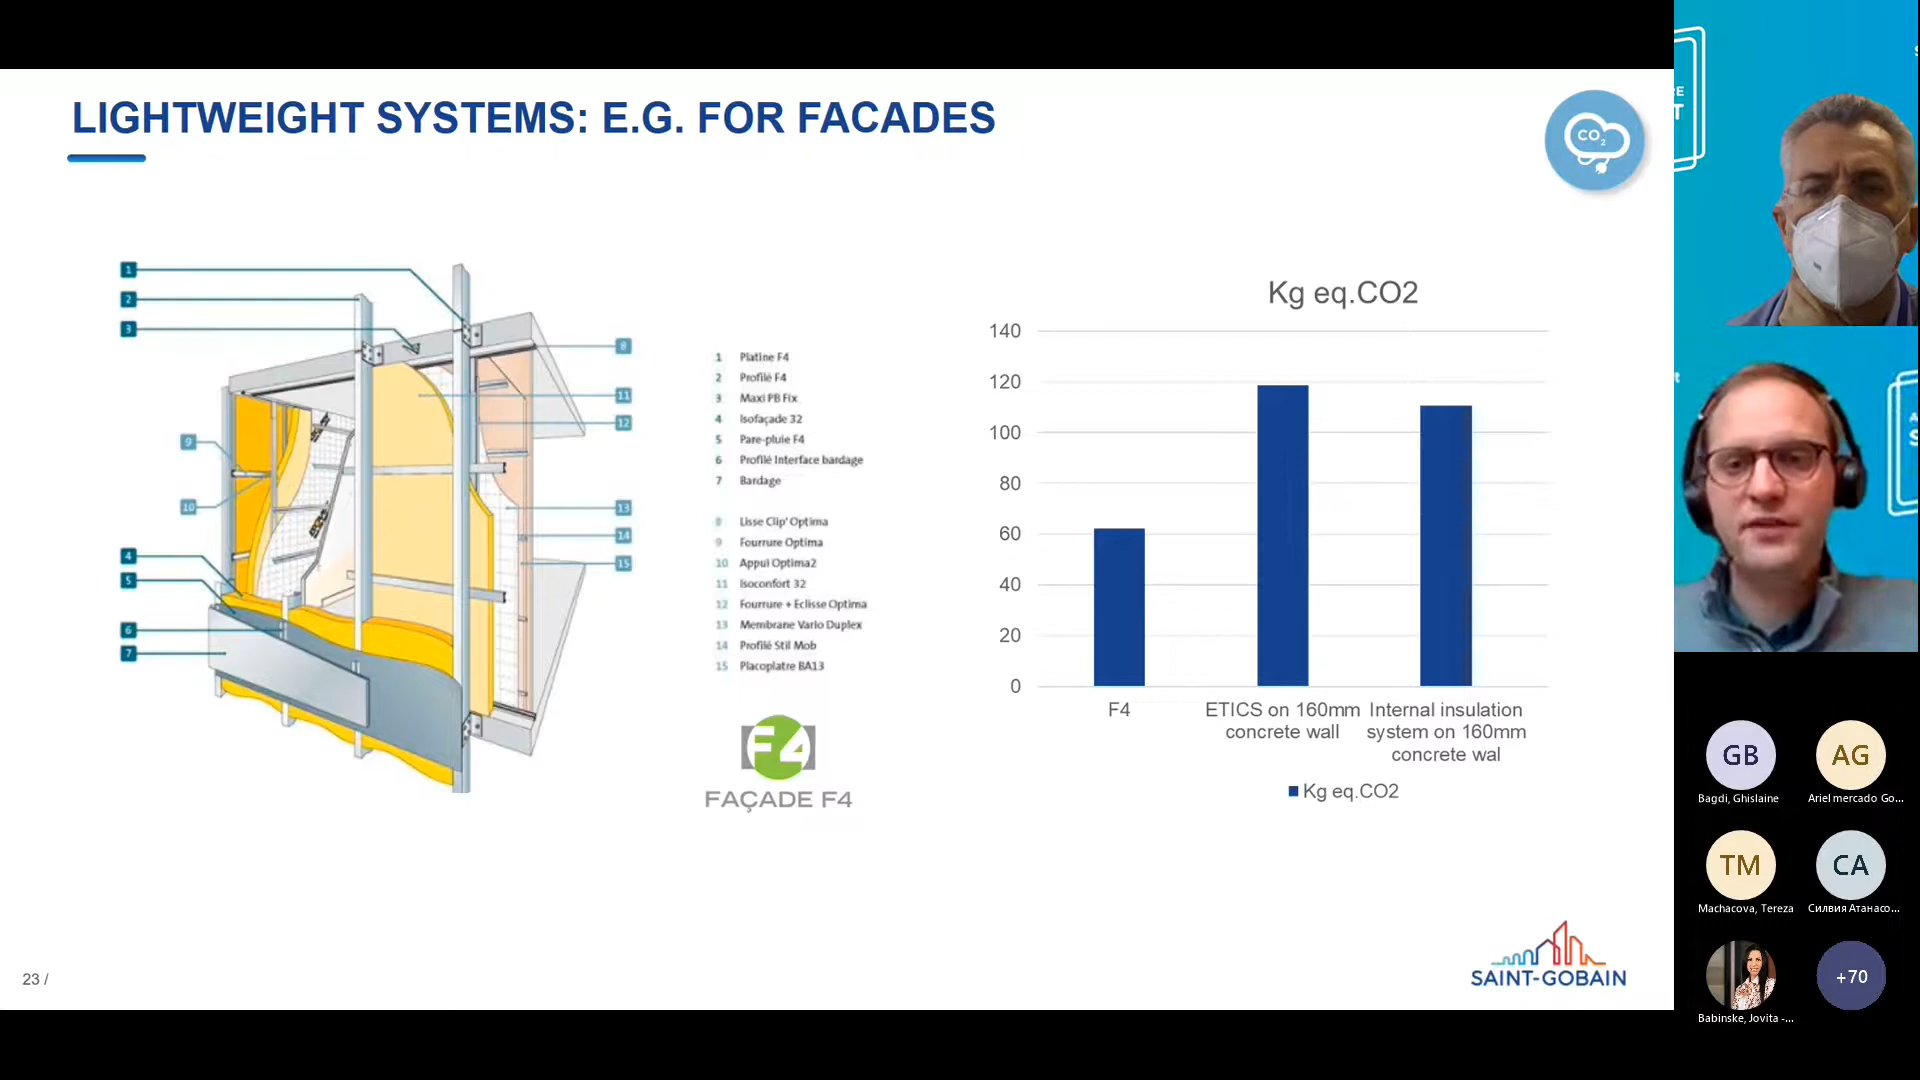 LIGHTWEIGHT SYSTEMS: E.G. FOR FACADES
CO2
1
2
3
8
11
12
9
10
13
14
15
4
5
6
7
1 Platine F4
2 Profilé F4
3 Maxi PB Fix
4 Isofaçade 32
5 Pare-pluie F4
6 Profilé Interface bardage
7 Bardage
8 Lisse Clip' Optima
9 Fourrure Optima
10 Appui Optima2
11 Isoconfort 32
12 Fourrure + Eclisse Optima
13 Membrane Vario Duplex
14 Profilé Stil Mob
15 Placoplatre BA13
F4
FAÇADE F4
Kg eq.CO2
140
120
100
80
60
40
20
0
F4
ETICS on 160mm
concrete wall
Internal insulation
system on 160mm
concrete wal
Kg eq.CO2
23 /
SAINT-GOBAIN
GB
Bagdi, Ghislaine
AG
Ariel mercado Go...
TM
Machacova, Tereza
CA
Силвия Атанасо...
Babinske, Jovita -...
+70